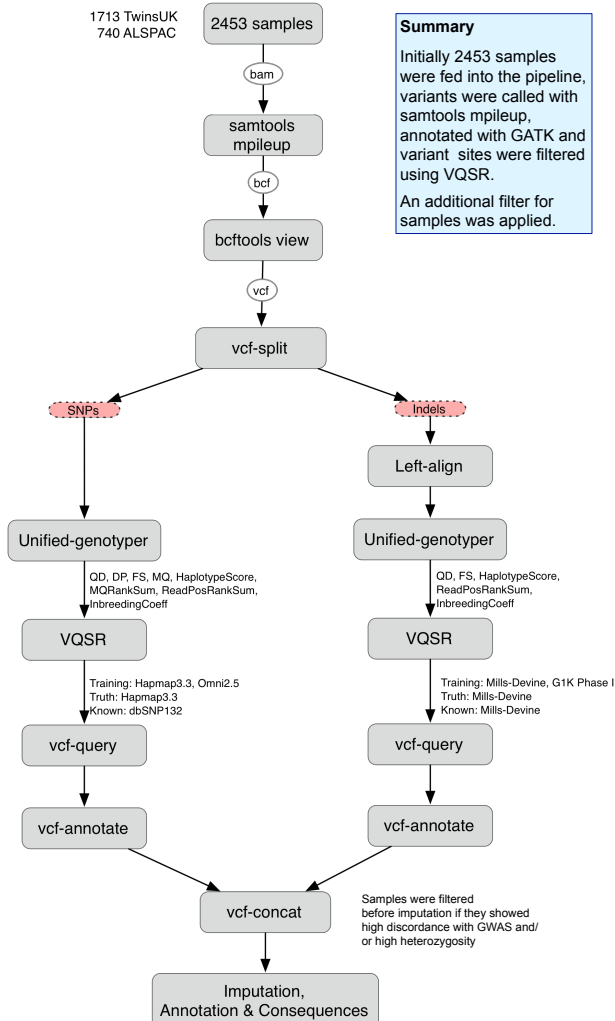 1713 TwinsUK
740 ALSPAC
2453 samples
Summary
Initially 2453 samples
were fed into the pipeline,
variants were called with
samtools mpileup,
annotated with GATK and
variant sites were filtered
using VQSR.
An additional filter for
samples was applied.
bam
samtools
mpileup
bcf
bcftools view
vcf
vcf-split
SNPs
Indels
Left-align
Unified-genotyper
Unified-genotyper
QD, DP, FS, MQ, HaplotypeScore,
MQRankSum, ReadPosRankSum,
InbreedingCoeff
QD, FS, HaplotypeScore,
ReadPosRankSum,
InbreedingCoeff
VQSR
VQSR
Training: Hapmap3.3, Omni2.5
Truth: Hapmap3.3
Known: dbSNP132
Training: Mills-Devine, G1K Phase I
Truth: Mills-Devine
Known: Mills-Devine
vcf-query
vcf-query
vcf-annotate
vcf-annotate
vcf-concat
Samples were filtered
before imputation if they showed
high discordance with GWAS and/
or high heterozygosity
Imputation,
Annotation & Consequences